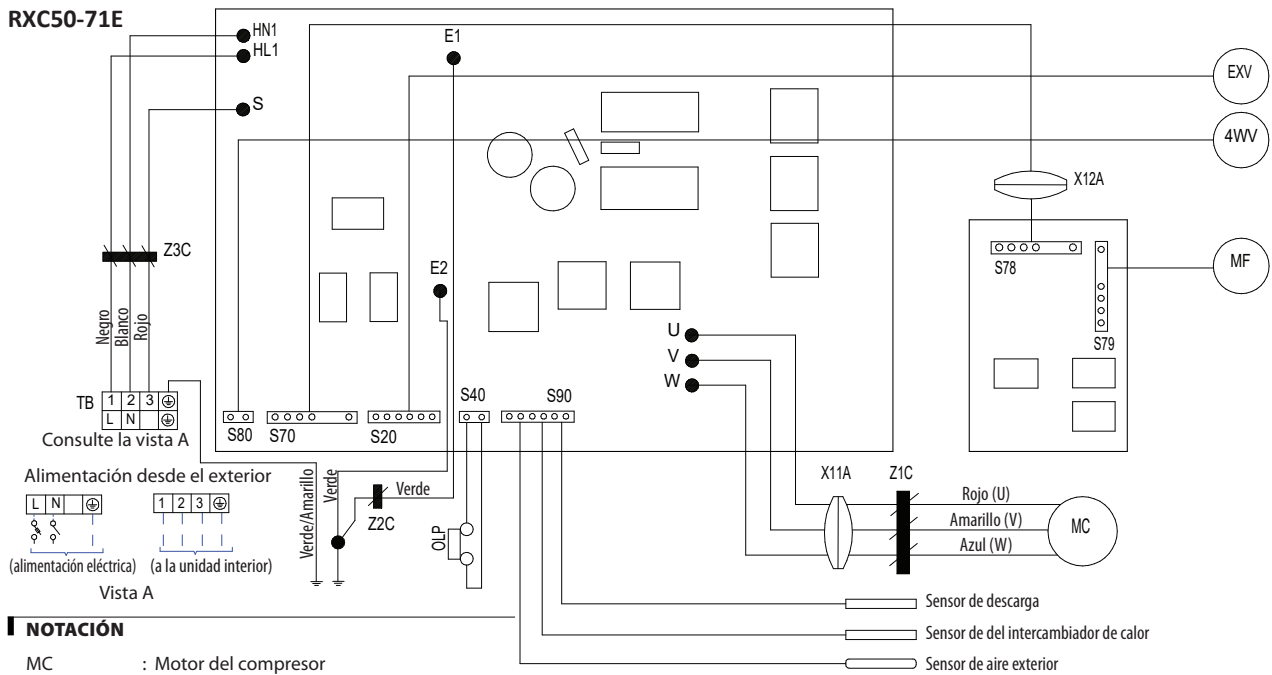 RXC50-71E
HN1
HL1
S
E1
EXV
4WV
X12A
S78
MF
S79
Z3C
E2
Negro
Blanco
Rojo
U
V
W
TB 1 2 3
L N
Consulte la vista A
S80 S70 S20 S40 S90
Alimentación desde el exterior
L N
1 2 3
(alimentación eléctrica) (a la unidad interior)
Vista A
Verde/Amarillo
Verde
Verde
Z2C
OLP
X11A Z1C
Rojo (U)
Amarillo (V)
Azul (W)
MC
Sensor de descarga
Sensor de del intercambiador de calor
Sensor de aire exterior
NOTACIÓN
MC : Motor del compresor